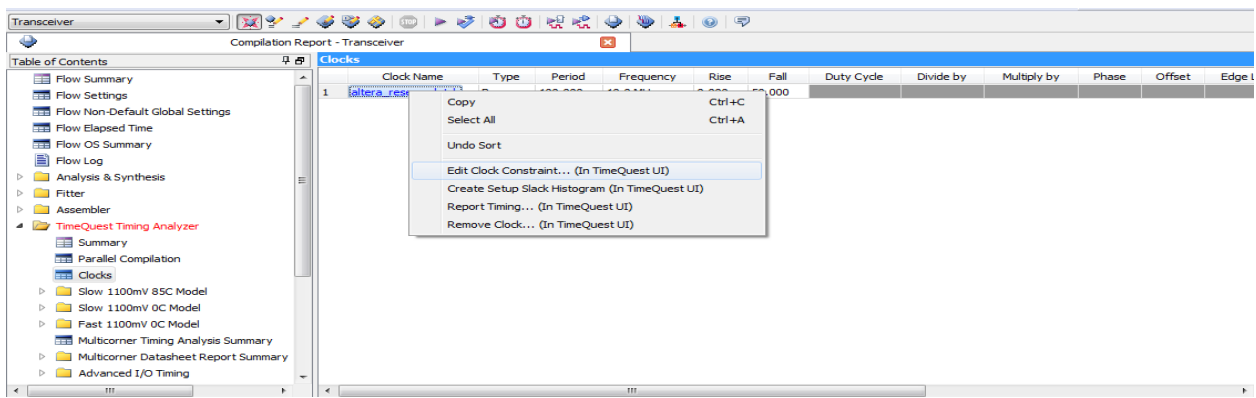 Transceiver
STOP
Compilation Report - Transceiver
Table of Contents
Clocks
Flow Summary
Flow Settings
Flow Non-Default Global Settings
Flow Elapsed Time
Flow OS Summary
Flow Log
Analysis & Synthesis
Fitter
Assembler
TimeQuest Timing Analyzer
Summary
Parallel Compilation
Clocks
Slow 1100mV 85C Model
Slow 1100mV 0C Model
Fast 1100mV 0C Model
Multicorner Timing Analysis Summary
Multicorner Datasheet Report Summary
Advanced I/O Timing
Clock Name Type Period Frequency Rise Fall Duty Cycle Divide by Multiply by Phase Offset Edge L
1
Copy Ctrl+C
Select All Ctrl+A
Undo Sort
Edit Clock Constraint... (In TimeQuest UI)
Create Setup Slack Histogram (In TimeQuest UI)
Report Timing... (In TimeQuest UI)
Remove Clock... (In TimeQuest UI)